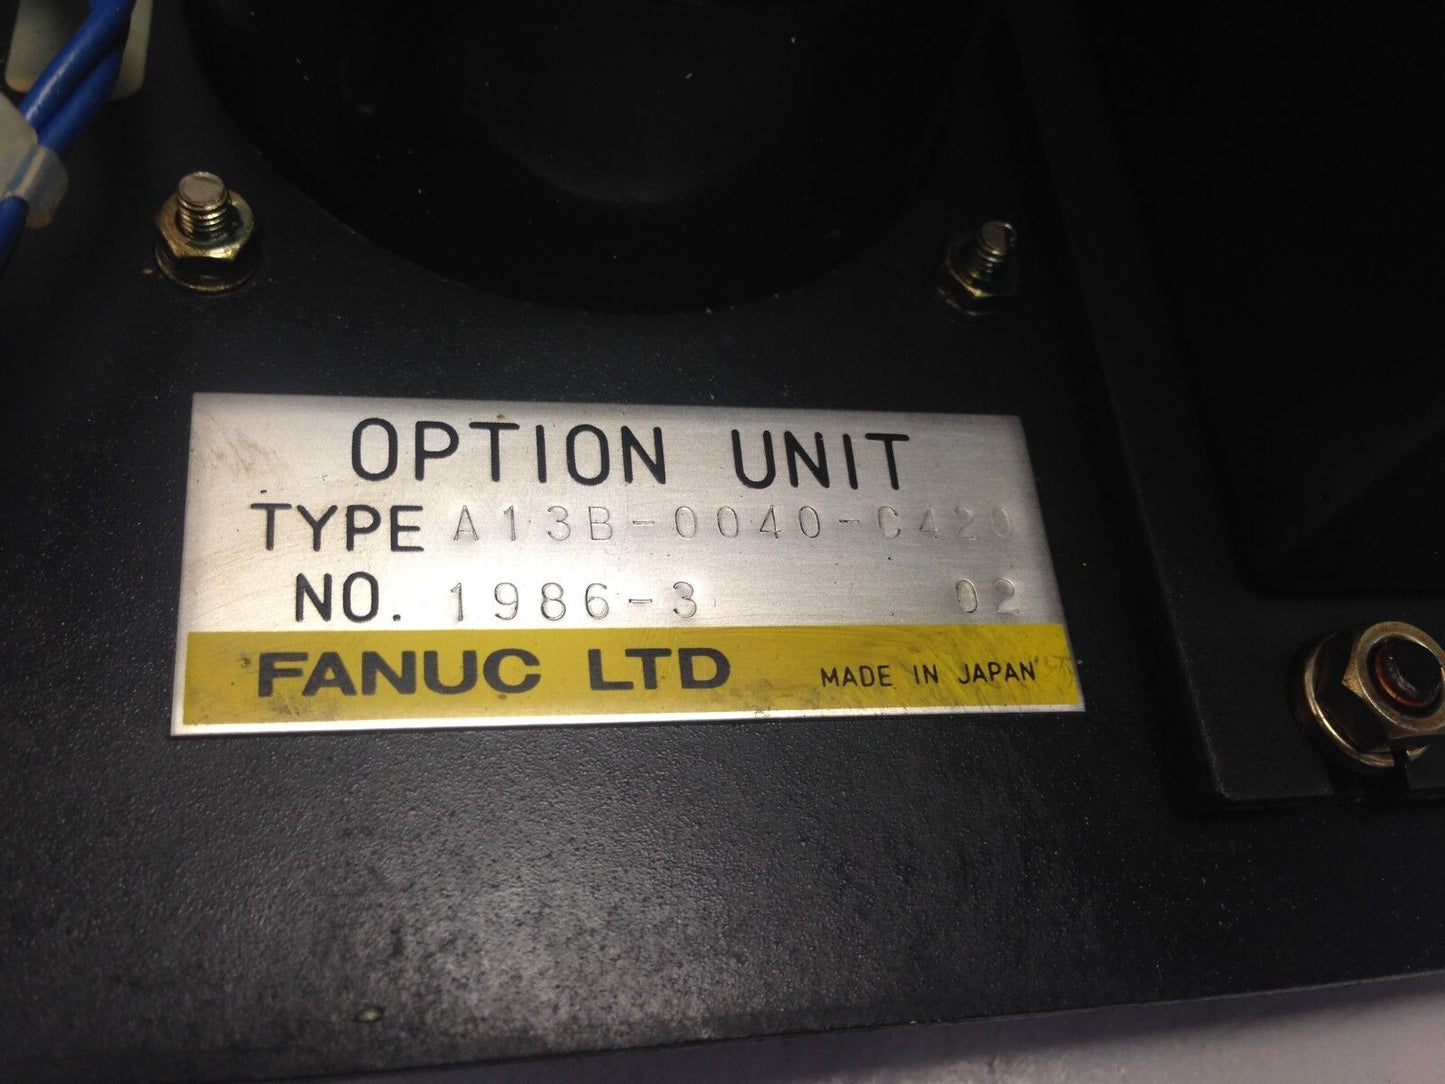 OPTION UNIT
TYPE A13B-0040-C420
NO. 1986-3 02
FANUC LTD MADE IN JAPAN